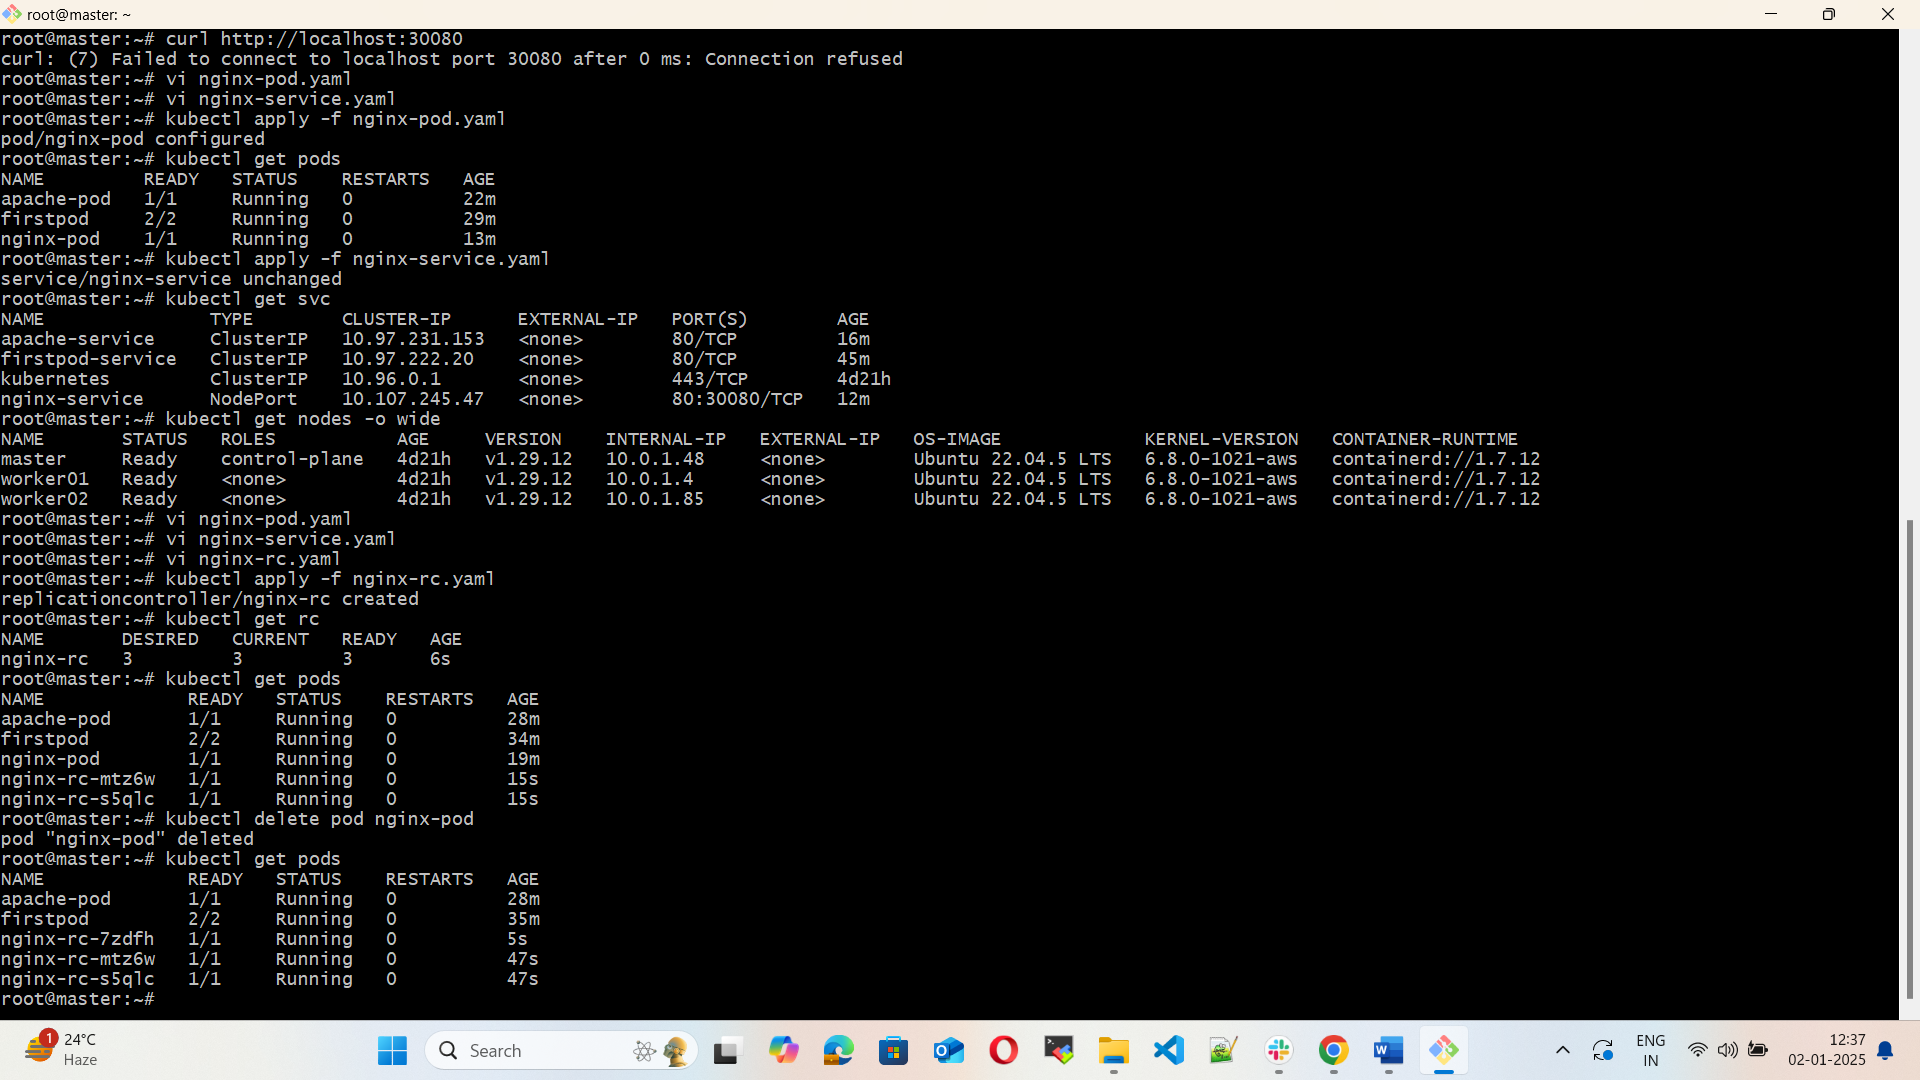 root@master: ~
root@master:~# curl http://localhost:30080
curl: (7) Failed to connect to localhost port 30080 after 0 ms: Connection refused
root@master:~# vi nginx-pod.yaml
root@master:~# vi nginx-service.yaml
root@master:~# kubectl apply -f nginx-pod.yaml
pod/nginx-pod configured
root@master:~# kubectl get pods
NAME         READY   STATUS    RESTARTS   AGE
apache-pod   1/1     Running   0          22m
firstpod     2/2     Running   0          29m
nginx-pod    1/1     Running   0          13m
root@master:~# kubectl apply -f nginx-service.yaml
service/nginx-service unchanged
root@master:~# kubectl get svc
NAME               TYPE        CLUSTER-IP      EXTERNAL-IP   PORT(S)        AGE
apache-service     ClusterIP   10.97.231.153   <none>        80/TCP         16m
firstpod-service   ClusterIP   10.97.222.20    <none>        80/TCP         45m
kubernetes         ClusterIP   10.96.0.1       <none>        443/TCP        4d21h
nginx-service      NodePort    10.107.245.47   <none>        80:30080/TCP   12m
root@master:~# kubectl get nodes -o wide
NAME       STATUS   ROLES           AGE     VERSION    INTERNAL-IP   EXTERNAL-IP   OS-IMAGE             KERNEL-VERSION   CONTAINER-RUNTIME
master     Ready    control-plane   4d21h   v1.29.12   10.0.1.48     <none>        Ubuntu 22.04.5 LTS   6.8.0-1021-aws   containerd://1.7.12
worker01   Ready    <none>          4d21h   v1.29.12   10.0.1.4      <none>        Ubuntu 22.04.5 LTS   6.8.0-1021-aws   containerd://1.7.12
worker02   Ready    <none>          4d21h   v1.29.12   10.0.1.85     <none>        Ubuntu 22.04.5 LTS   6.8.0-1021-aws   containerd://1.7.12
root@master:~# vi nginx-pod.yaml
root@master:~# vi nginx-service.yaml
root@master:~# vi nginx-rc.yaml
root@master:~# kubectl apply -f nginx-rc.yaml
replicationcontroller/nginx-rc created
root@master:~# kubectl get rc
NAME       DESIRED   CURRENT   READY   AGE
nginx-rc   3         3         3       6s
root@master:~# kubectl get pods
NAME             READY   STATUS    RESTARTS   AGE
apache-pod       1/1     Running   0          28m
firstpod         2/2     Running   0          34m
nginx-pod        1/1     Running   0          19m
nginx-rc-mtz6w   1/1     Running   0          15s
nginx-rc-s5qlc   1/1     Running   0          15s
root@master:~# kubectl delete pod nginx-pod
pod "nginx-pod" deleted
root@master:~# kubectl get pods
NAME             READY   STATUS    RESTARTS   AGE
apache-pod       1/1     Running   0          28m
firstpod         2/2     Running   0          35m
nginx-rc-7zdfh   1/1     Running   0          5s
nginx-rc-mtz6w   1/1     Running   0          47s
nginx-rc-s5qlc   1/1     Running   0          47s
root@master:~#
1
24°C
Haze
Search
ENG
IN
12:37
02-01-2025